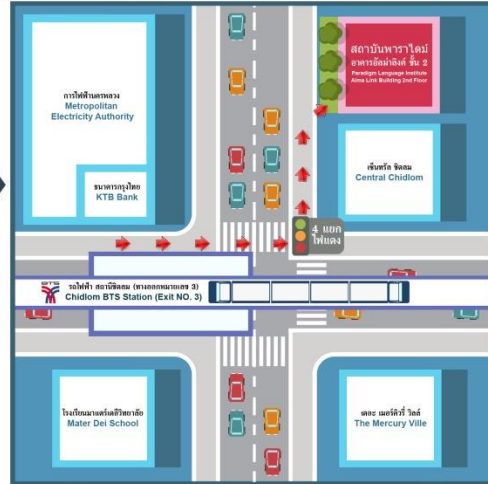 การไฟฟ้านครหลวง
Metropolitan
Electricity Authority
ธนาคารกรุงไทย
KTB Bank
สถาบันพาราไดม์
อาคารอัลม่าลิงค์ ชั้น 2
Paradigm Language Institute
Alma Link Building 2nd Floor
เซ็นทรัล ชิดลม
Central Chidlom
4 แยก
ไฟแดง
BTS
รถไฟฟ้า สถานีชิดลม (ทางออกหมายเลข 3)
Chidlom BTS Station (Exit NO. 3)
โรงเรียนมาแตร์เดอีวิทยาลัย
Mater Dei School
เดอะ เมอร์คิวรี่ วิลล์
The Mercury Ville